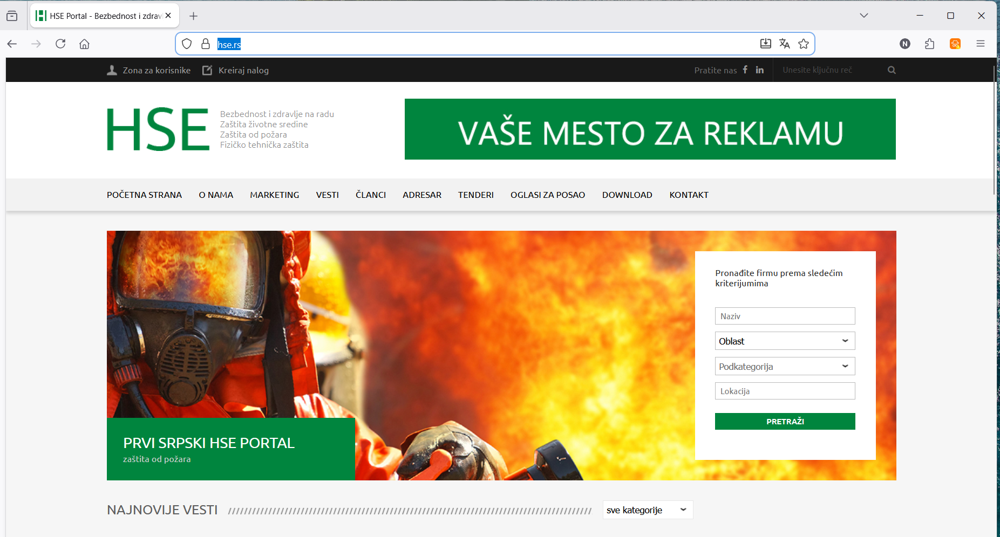 HSE Portal - Bezbednost i zdrav
hse.rs
N
Zona za korisnike
Kreiraj nalog
Pratite nas
Unesite ključnu reč
HSE
Bezbednost i zdravlje na radu
Zaštita životne sredine
Zaštita od požara
Fizičko tehnička zaštita
VAŠE MESTO ZA REKLAMU
POČETNA STRANA O NAMA MARKETING VESTI ČLANCI ADRESAR TENDERI OGLASI ZA POSAO DOWNLOAD KONTAKT
Pronađite firmu prema sledećim
kriterijumima
Naziv
Oblast
Podkategorija
Lokacija
PRETRAŽI
PRVI SRPSKI HSE PORTAL
zaštita od požara
NAJNOVIJE VESTI
sve kategorije